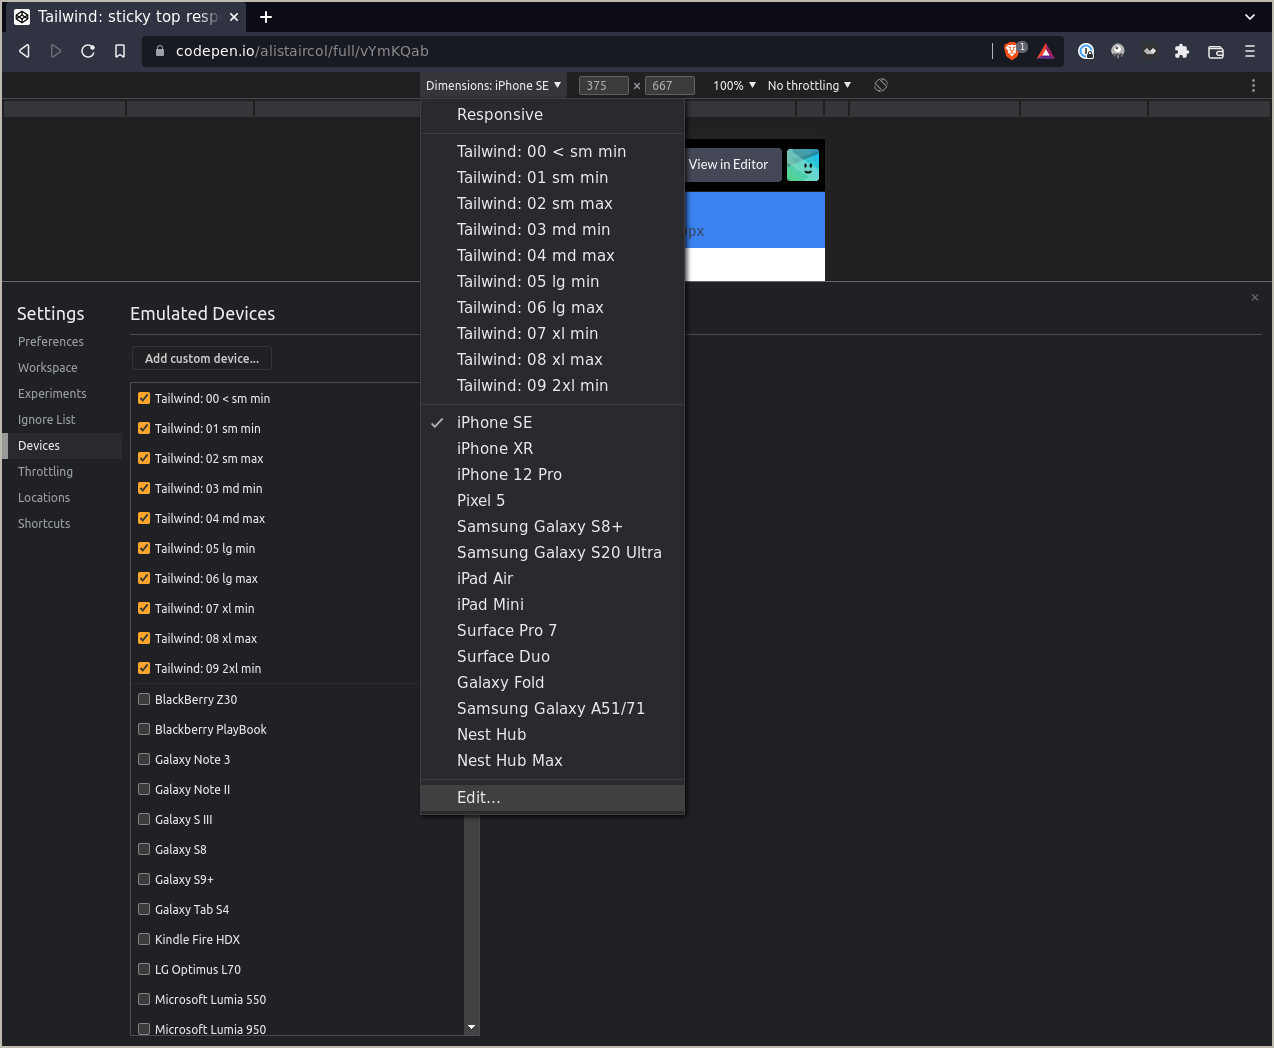 Tailwind: sticky top resp
codepen.io/alistaircol/full/vYmKQab
1
Dimensions: iPhone SE 375 × 667 100% No throttling
Responsive
Tailwind: 00 < sm min
Tailwind: 01 sm min
Tailwind: 02 sm max
Tailwind: 03 md min
Tailwind: 04 md max
Tailwind: 05 lg min
Tailwind: 06 lg max
Tailwind: 07 xl min
Tailwind: 08 xl max
Tailwind: 09 2xl min
iPhone SE
iPhone XR
iPhone 12 Pro
Pixel 5
Samsung Galaxy S8+
Samsung Galaxy S20 Ultra
iPad Air
iPad Mini
Surface Pro 7
Surface Duo
Galaxy Fold
Samsung Galaxy A51/71
Nest Hub
Nest Hub Max
Edit...
View in Editor
px
Settings
Preferences
Workspace
Experiments
Ignore List
Devices
Throttling
Locations
Shortcuts
Emulated Devices
Add custom device...
Tailwind: 00 < sm min
Tailwind: 01 sm min
Tailwind: 02 sm max
Tailwind: 03 md min
Tailwind: 04 md max
Tailwind: 05 lg min
Tailwind: 06 lg max
Tailwind: 07 xl min
Tailwind: 08 xl max
Tailwind: 09 2xl min
BlackBerry Z30
Blackberry PlayBook
Galaxy Note 3
Galaxy Note II
Galaxy S III
Galaxy S8
Galaxy S9+
Galaxy Tab S4
Kindle Fire HDX
LG Optimus L70
Microsoft Lumia 550
Microsoft Lumia 950